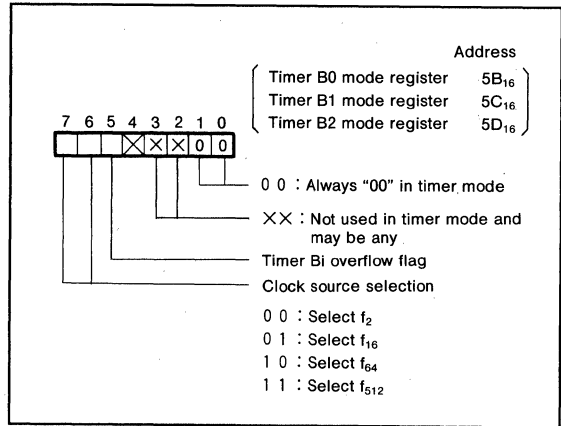 Address
Timer B0 mode register 5B₁₆
Timer B1 mode register 5C₁₆
Timer B2 mode register 5D₁₆
7 6 5 4 3 2 1 0
0 0
0 0 : Always “00” in timer mode
×× : Not used in timer mode and
may be any
Timer Bi overflow flag
Clock source selection
0 0 : Select f₂
0 1 : Select f₁₆
1 0 : Select f₆₄
1 1 : Select f₅₁₂